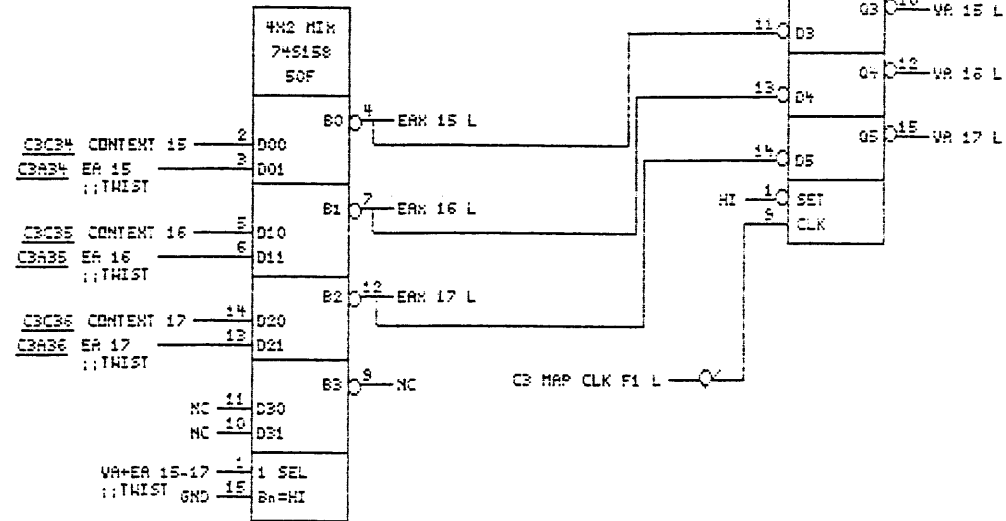 4X2 MIX
74S158
50F
B0 4 EAX 15 L
C3C34 CONTEXT 15 2 D00
C3A34 EA 15 3 D01
;;TWIST
B1 7 EAX 16 L
C3C35 CONTEXT 16 5 D10
C3A35 EA 16 6 D11
;;TWIST
B2 12 EAX 17 L
C3C36 CONTEXT 17 14 D20
C3A36 EA 17 13 D21
;;TWIST
B3 9 NC
NC 11 D30
NC 10 D31
VA+EA 15-17 1 1 SEL
;;TWIST
GND 15 Bn=HI
Q3 10 VA 15 L
11 D3
Q4 12 VA 16 L
13 D4
Q5 15 VA 17 L
14 D5
HI 1 SET
9 CLK
C3 MAP CLK F1 L